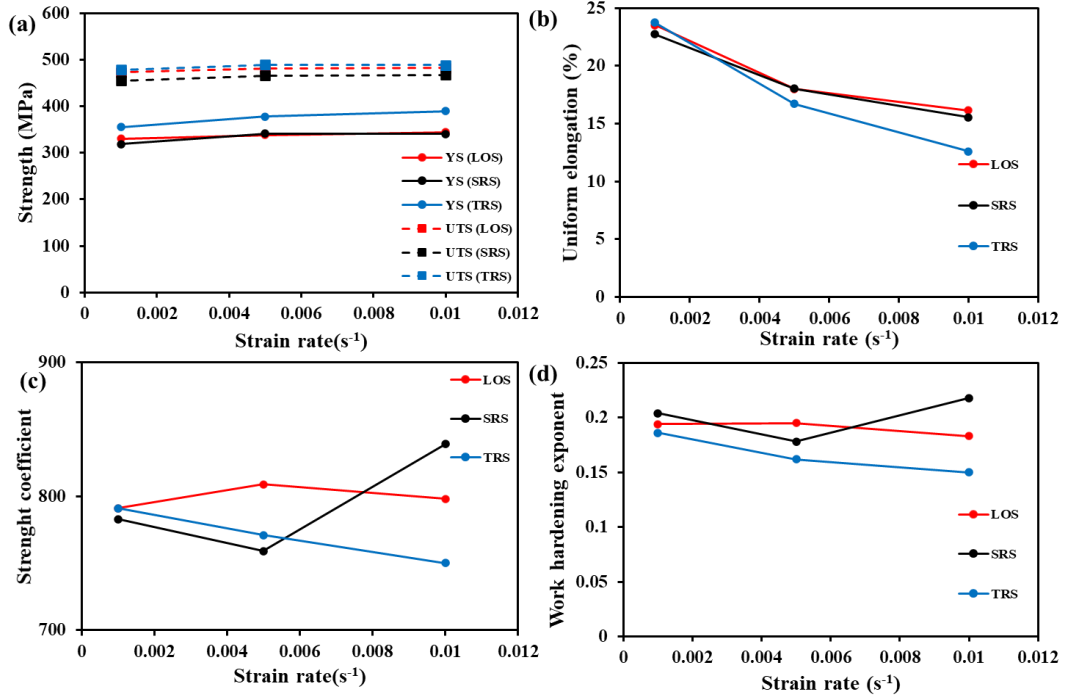 (a)
Strength (MPa)
600
500
400
300
200
100
0
YS (LOS)
YS (SRS)
YS (TRS)
UTS (LOS)
UTS (SRS)
UTS (TRS)
0 0.002 0.004 0.006 0.008 0.01 0.012
Strain rate(s⁻¹)
(b)
Uniform elongation (%)
25
20
15
10
5
0
LOS
SRS
TRS
0 0.002 0.004 0.006 0.008 0.01 0.012
Strain rate (s⁻¹)
(c)
Strenght coefficient
900
800
700
LOS
SRS
TRS
0 0.002 0.004 0.006 0.008 0.01 0.012
Strain rate(s⁻¹)
(d)
Work hardening exponent
0.25
0.2
0.15
0.1
0.05
0
LOS
SRS
TRS
0 0.002 0.004 0.006 0.008 0.01 0.012
Strain rate (s⁻¹)